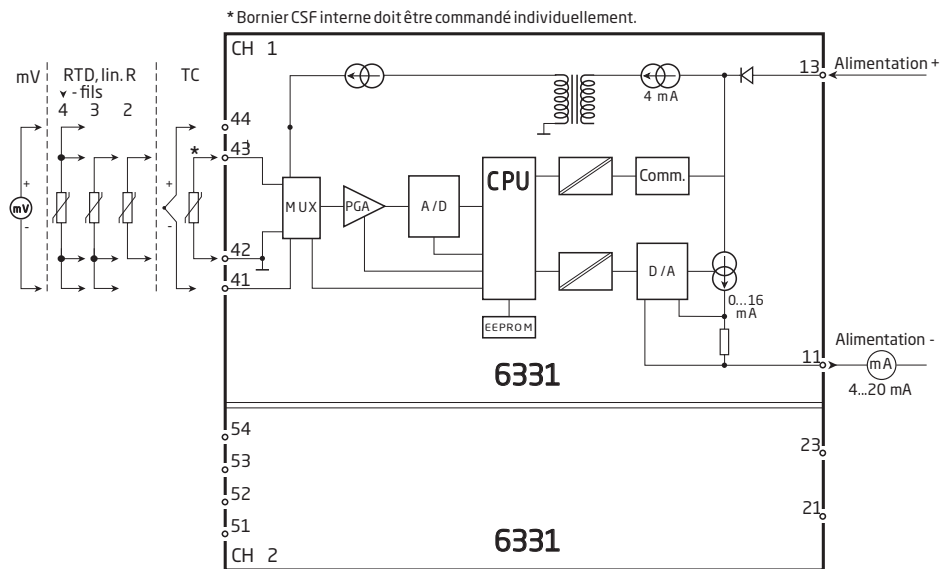 * Bornier CSF interne doit être commandé individuellement.
CH 1
mV
RTD, lin. R
- fils
4 3 2
TC
*
44
43
42
41
+
mV
-
+
-
4 mA
13
Alimentation +
MUX
PGA
A/D
CPU
Comm.
D/A
EEPROM
0...16
mA
Alimentation -
11
mA
4...20 mA
6331
54
53
52
51
23
21
6331
CH 2